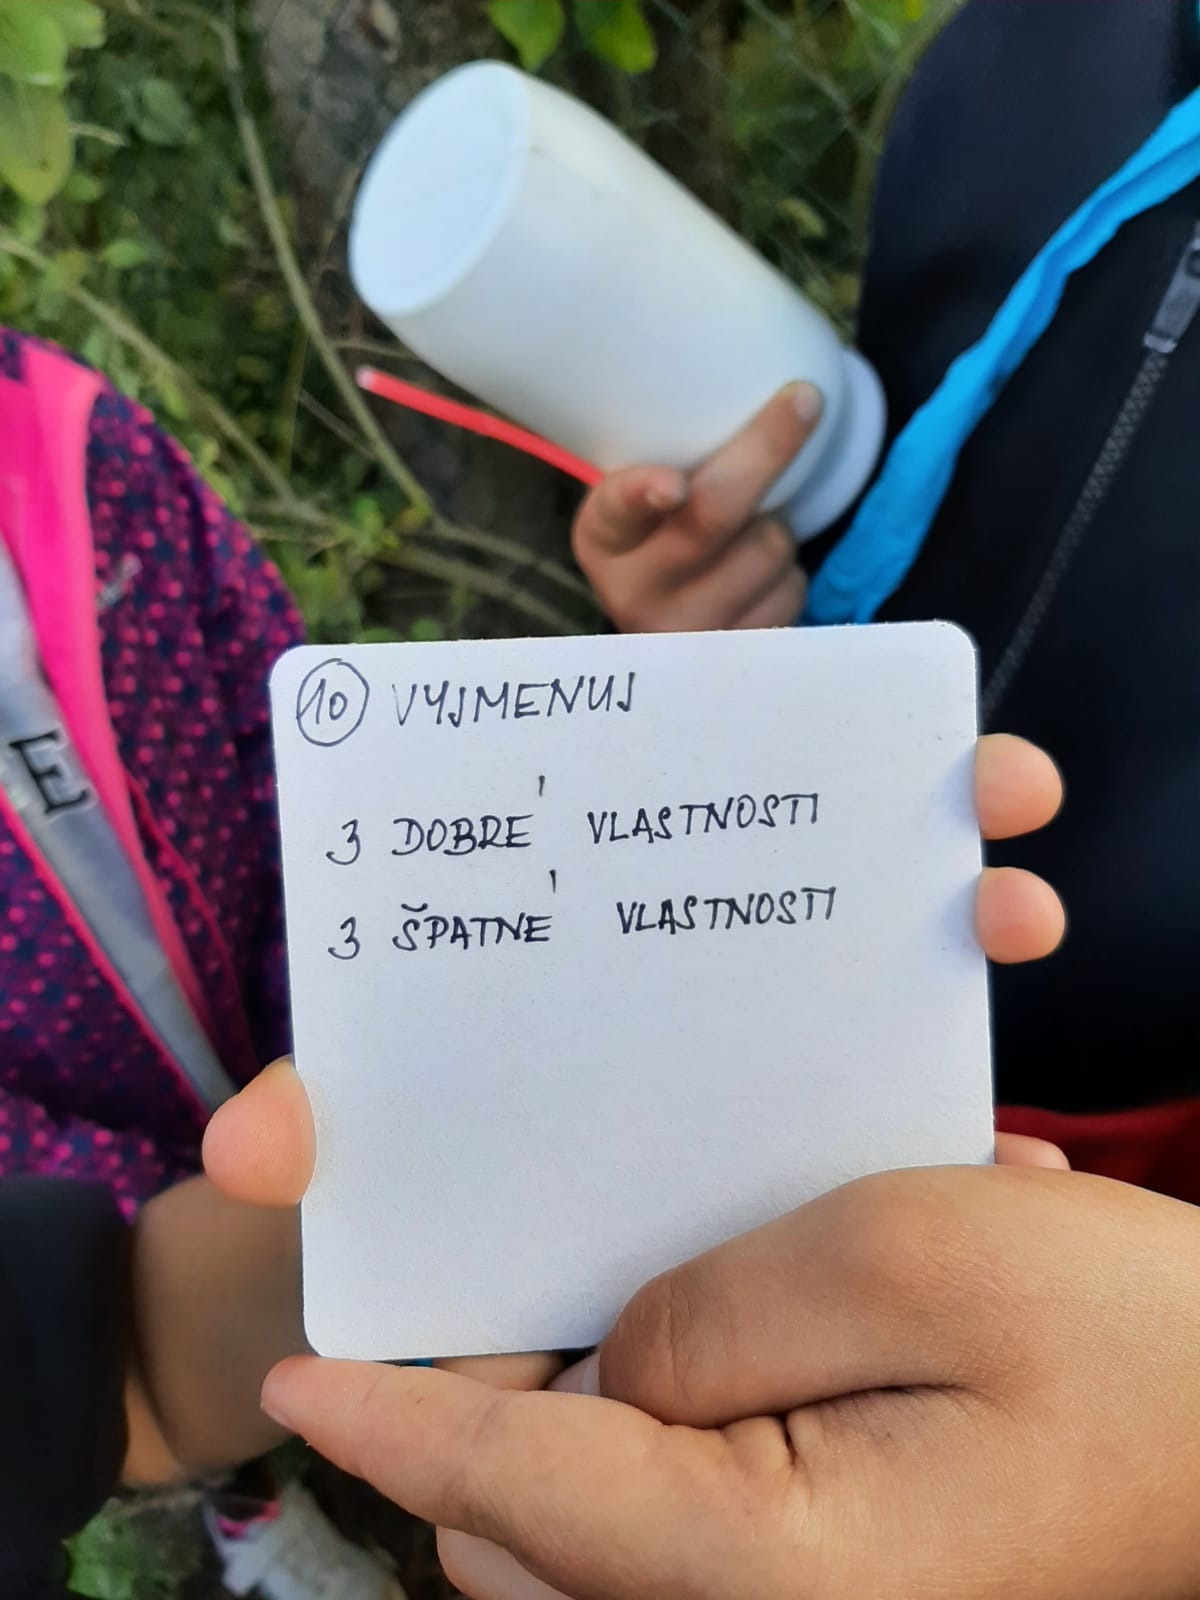 10 VYJMENUJ
3 DOBRÉ VLASTNOSTI
3 ŠPATNÉ VLASTNOSTI
E